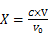 X = c×V/v₀